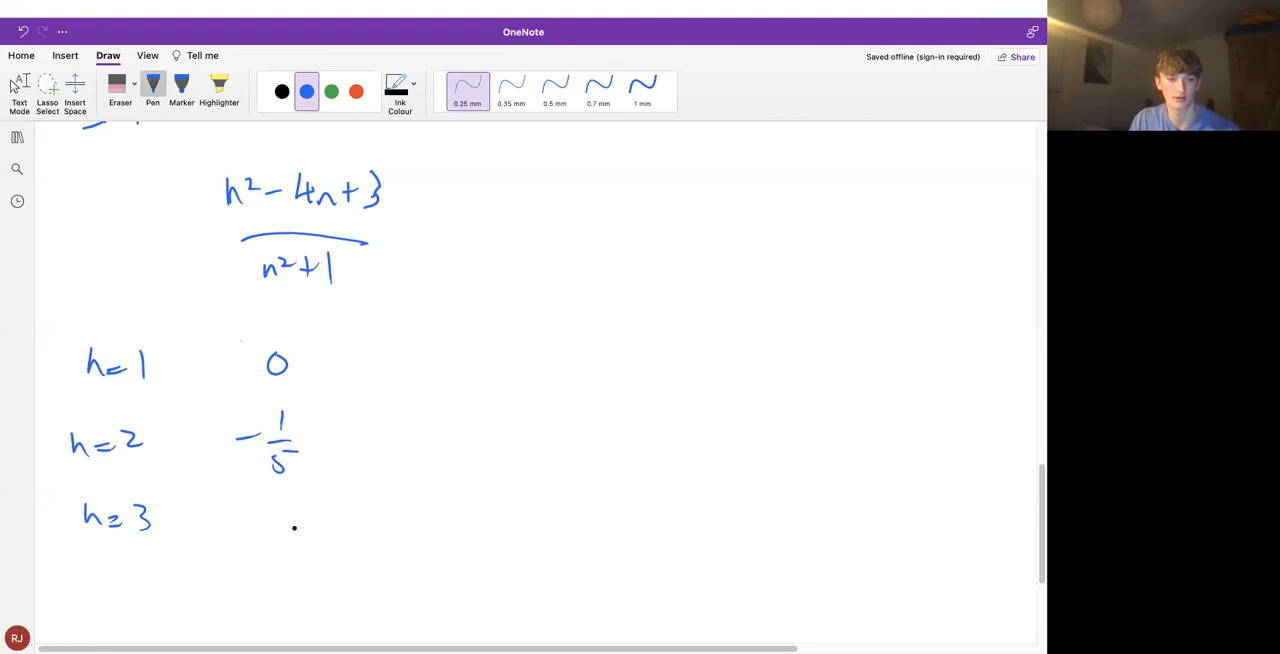 OneNote
Home Insert Draw View Tell me
Saved offline (sign-in required) Share
Text Mode Lasso Select Insert Space Eraser Pen Marker Highlighter Ink Colour 0.25 mm 0.35 mm 0.5 mm 0.7 mm 1 mm
n² - 4n + 3
n² + 1
n = 1 0
n = 2 - 1/5
n = 3
RJ